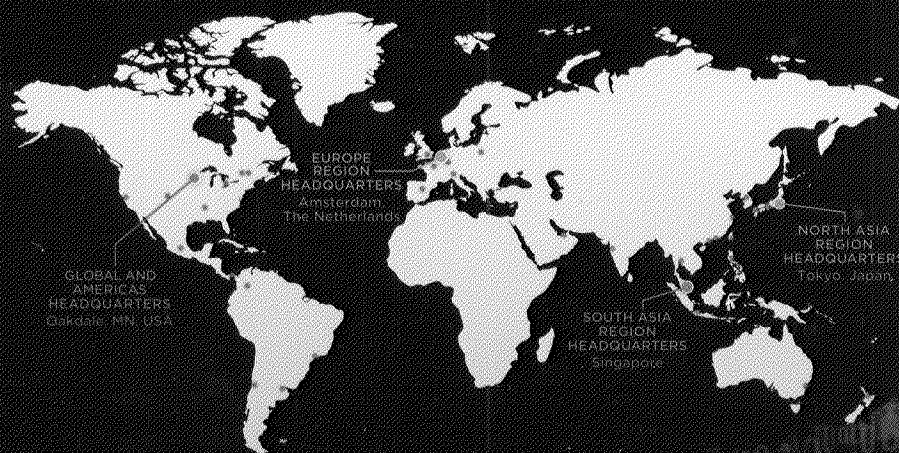 EUROPE
REGION
HEADQUARTERS
Amsterdam,
The Netherlands
GLOBAL AND
AMERICAS
HEADQUARTERS
Oakdale, MN, USA
NORTH ASIA
REGION
HEADQUARTERS
Tokyo, Japan
SOUTH ASIA
REGION
HEADQUARTERS
Singapore